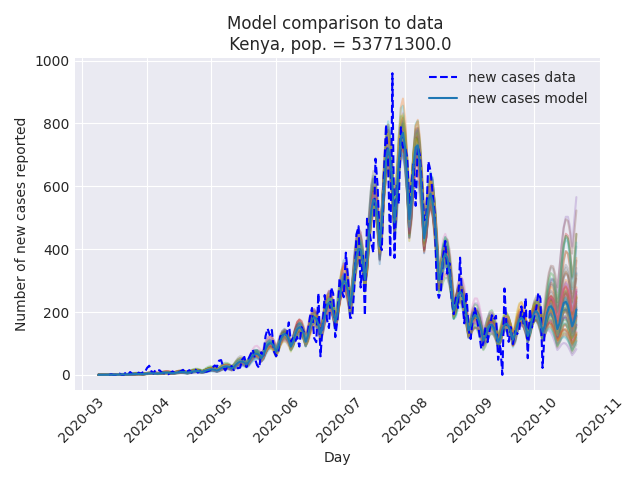 Model comparison to data
Kenya, pop. = 53771300.0
Number of new cases reported
1000
800
600
400
200
0
new cases data
new cases model
2020-03
2020-04
2020-05
2020-06
2020-07
2020-08
2020-09
2020-10
2020-11
Day